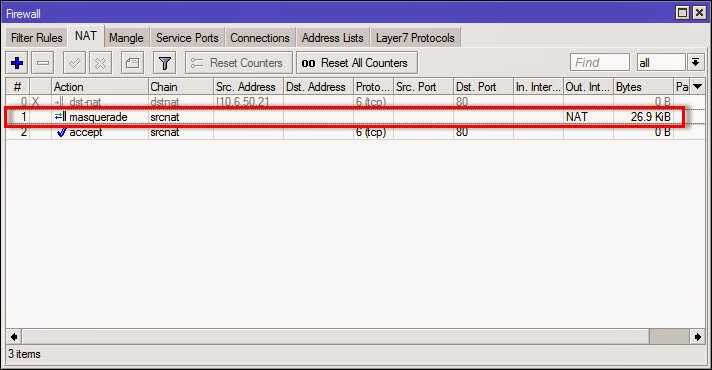 Firewall
Filter Rules NAT Mangle Service Ports Connections Address Lists Layer7 Protocols
Reset Counters 00 Reset All Counters Find all
# Action Chain Src. Address Dst. Address Proto... Src. Port Dst. Port In. Inter... Out. Int... Bytes Pa
0 X dst-nat dstnat !10.6.50.21 6 (tcp) 80 0 B
1 masquerade srcnat NAT 26.9 KiB
2 accept srcnat 6 (tcp) 80 0 B
3 items